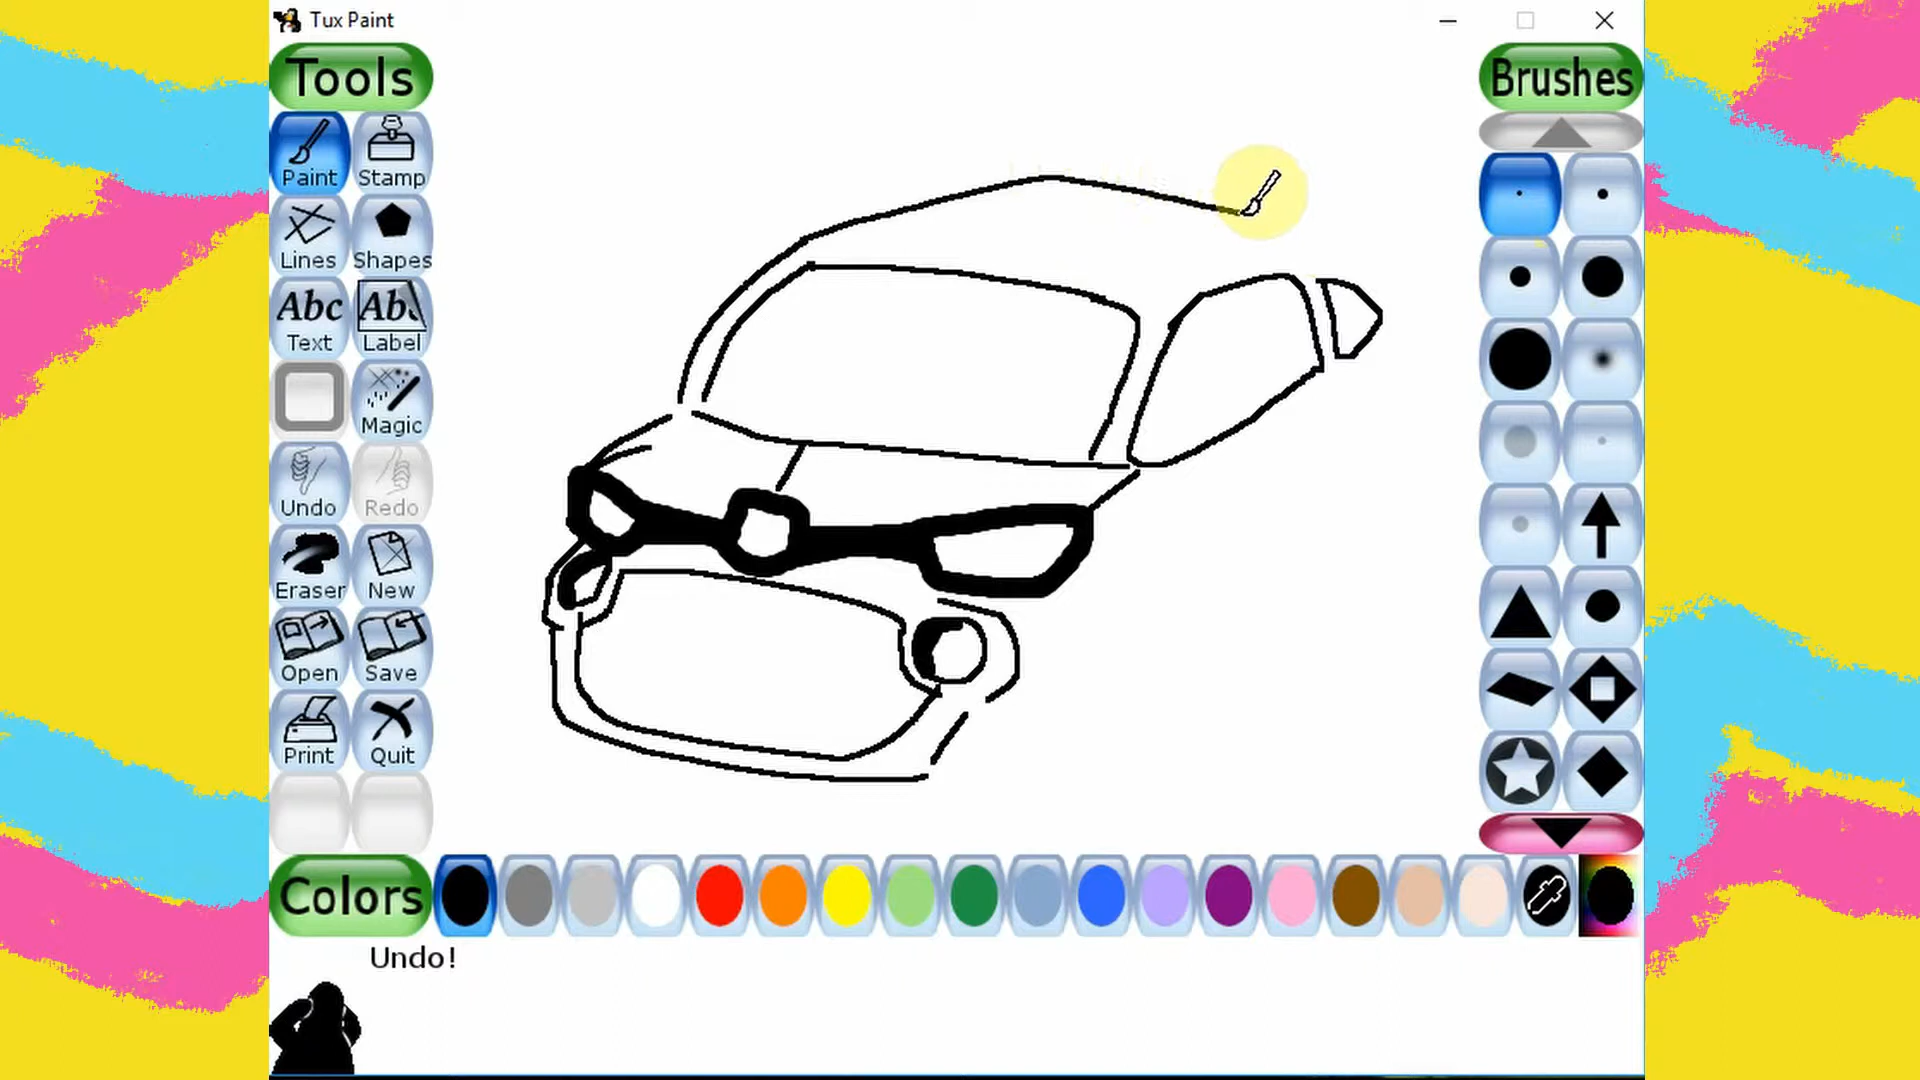 Tux Paint
Tools
Brushes
Paint Stamp
Lines Shapes
Abc Abc
Text Label
Magic
Undo Redo
Eraser New
Open Save
Print Quit
Colors
Undo!